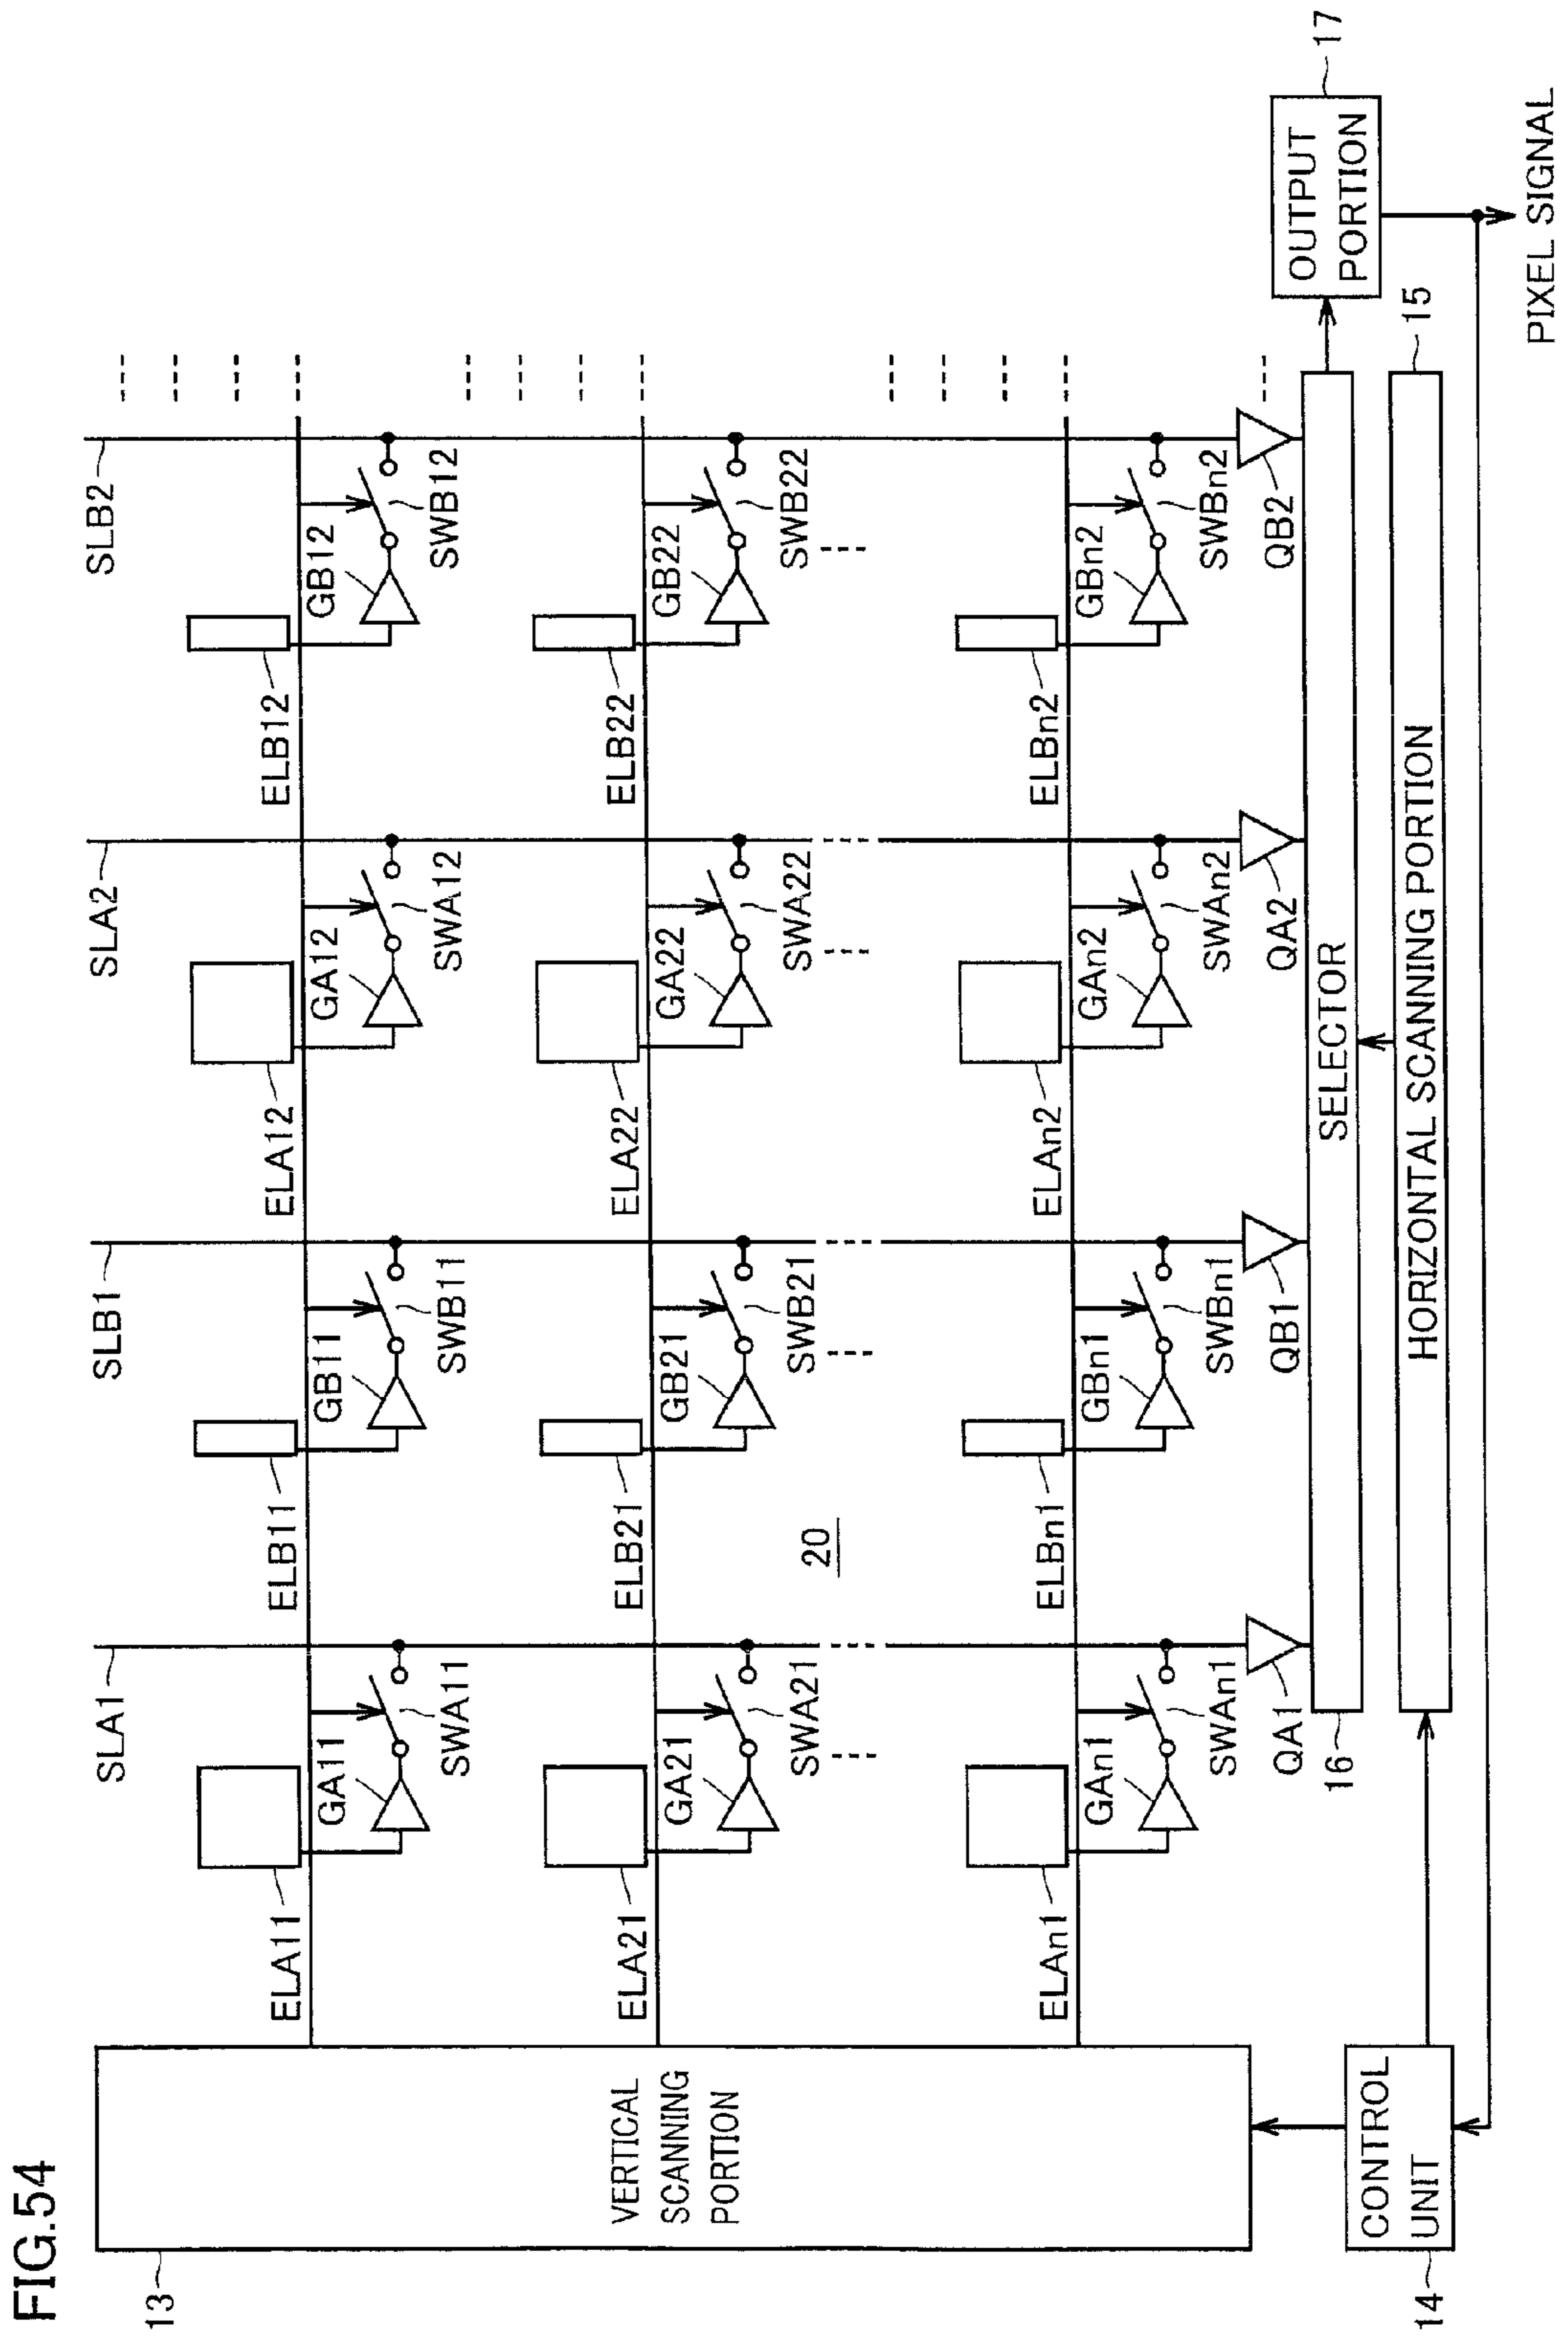 FIG.54
SLA1
SLB1
SLA2
SLB2
13
VERTICAL
SCANNING
PORTION
ELA11
GA11
SWA11
ELB11
GB11
SWB11
ELA12
GA12
SWA12
ELB12
GB12
SWB12
ELA21
GA21
SWA21
ELB21
GB21
SWB21
ELA22
GA22
SWA22
ELB22
GB22
SWB22
20
ELAn1
GAn1
SWAn1
ELBn1
GBn1
SWBn1
ELAn2
GAn2
SWAn2
ELBn2
GBn2
SWBn2
QA1
QB1
QA2
QB2
16
SELECTOR
OUTPUT
PORTION
17
14
CONTROL
UNIT
HORIZONTAL SCANNING PORTION
15
PIXEL SIGNAL